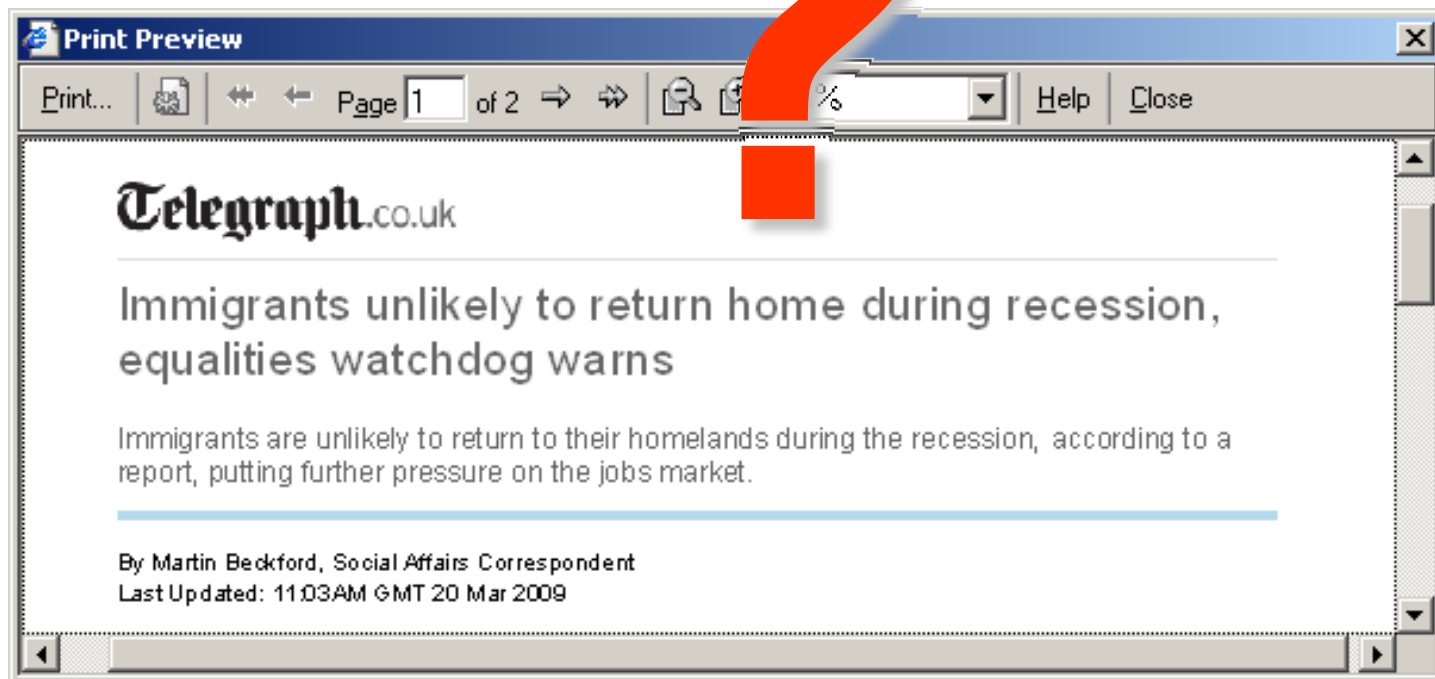 Print Preview
Print... Page 1 of 2 % Help Close
Telegraph.co.uk
Immigrants unlikely to return home during recession,
equalities watchdog warns
Immigrants are unlikely to return to their homelands during the recession, according to a
report, putting further pressure on the jobs market.
By Martin Beckford, Social Affairs Correspondent
Last Updated: 11:03AM GMT 20 Mar 2009
?